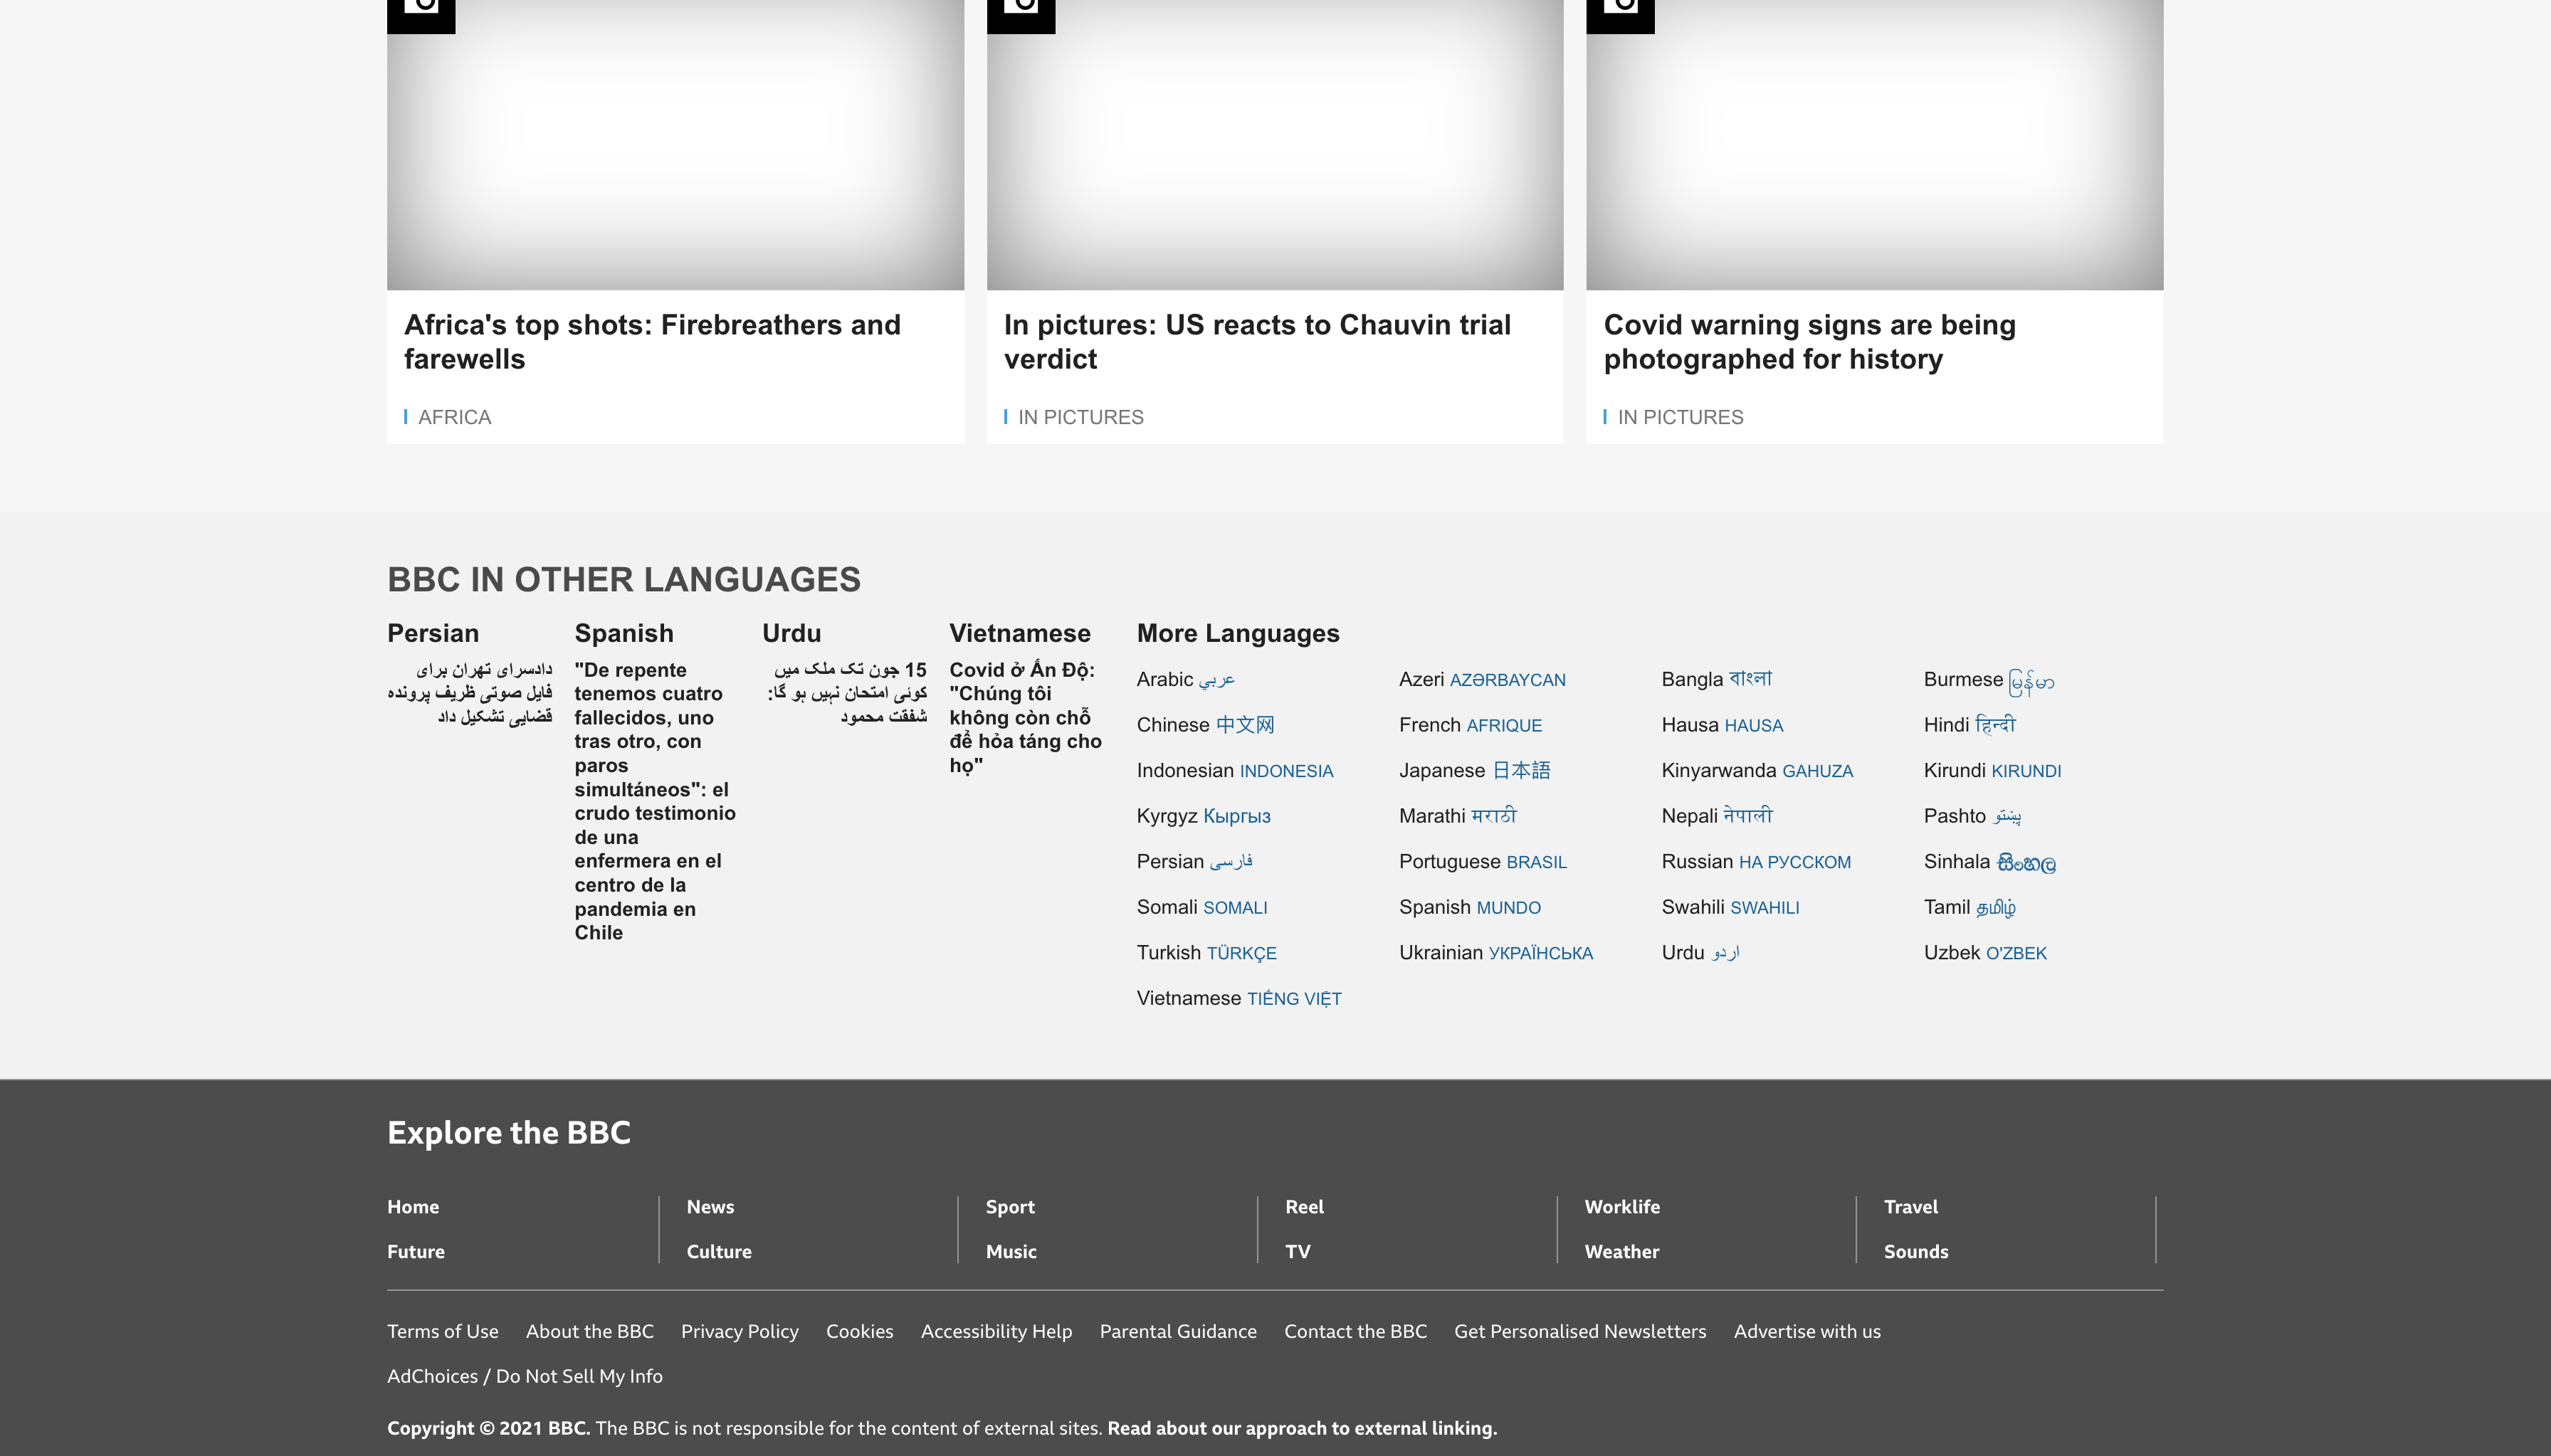 Africa's top shots: Firebreathers and
farewells
AFRICA
In pictures: US reacts to Chauvin trial
verdict
IN PICTURES
Covid warning signs are being
photographed for history
IN PICTURES
BBC IN OTHER LANGUAGES
Persian
دادسرای تهران برای
فایل صوتی ظریف پرونده
قضایی تشکیل داد
Spanish
"De repente
tenemos cuatro
fallecidos, uno
tras otro, con
paros
simultáneos": el
crudo testimonio
de una
enfermera en el
centro de la
pandemia en
Chile
Urdu
15 جون تک ملک میں
کوئی امتحان نہیں ہو گا:
شفقت محمود
Vietnamese
Covid ở Ấn Độ:
"Chúng tôi
không còn chỗ
để hỏa táng cho
họ"
More Languages
Arabic عربي
Azeri AZƏRBAYCAN
Bangla বাংলা
Burmese မြန်မာ
Chinese 中文网
French AFRIQUE
Hausa HAUSA
Hindi हिन्दी
Indonesian INDONESIA
Japanese 日本語
Kinyarwanda GAHUZA
Kirundi KIRUNDI
Kyrgyz Кыргыз
Marathi मराठी
Nepali नेपाली
Pashto پښتو
Persian فارسی
Portuguese BRASIL
Russian НА РУССКОМ
Sinhala සිංහල
Somali SOMALI
Spanish MUNDO
Swahili SWAHILI
Tamil தமிழ்
Turkish TÜRKÇE
Ukrainian УКРАЇНСЬКА
Urdu اردو
Uzbek O'ZBEK
Vietnamese TIẾNG VIỆT
Explore the BBC
Home
News
Sport
Reel
Worklife
Travel
Future
Culture
Music
TV
Weather
Sounds
Terms of Use About the BBC Privacy Policy Cookies Accessibility Help Parental Guidance Contact the BBC Get Personalised Newsletters Advertise with us
AdChoices / Do Not Sell My Info
Copyright © 2021 BBC. The BBC is not responsible for the content of external sites. Read about our approach to external linking.